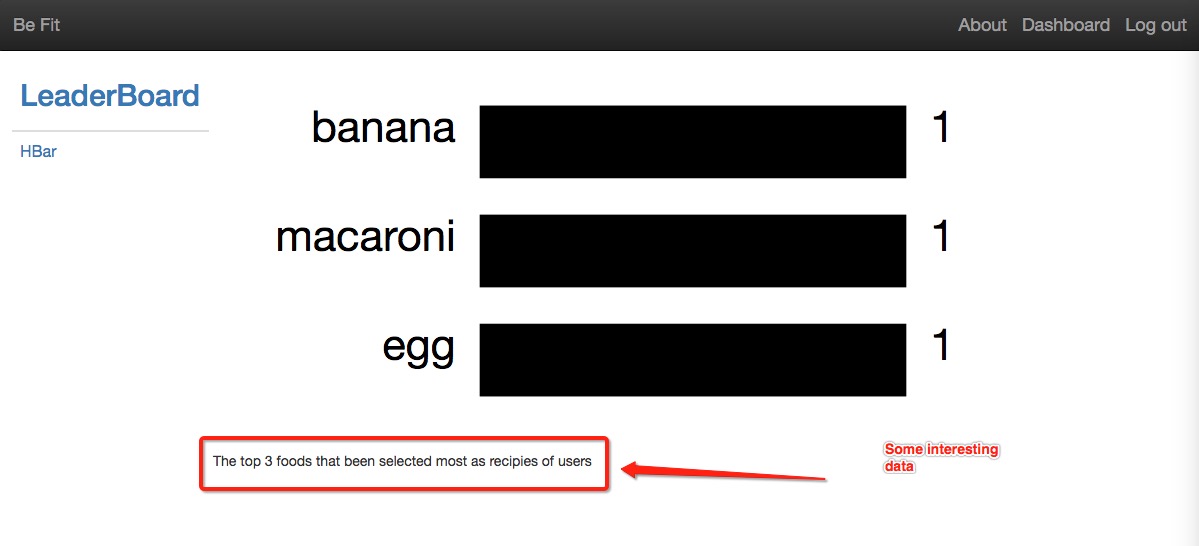 Be Fit
About Dashboard Log out
LeaderBoard
HBar
banana 1
macaroni 1
egg 1
The top 3 foods that been selected most as recipies of users
Some interesting
data